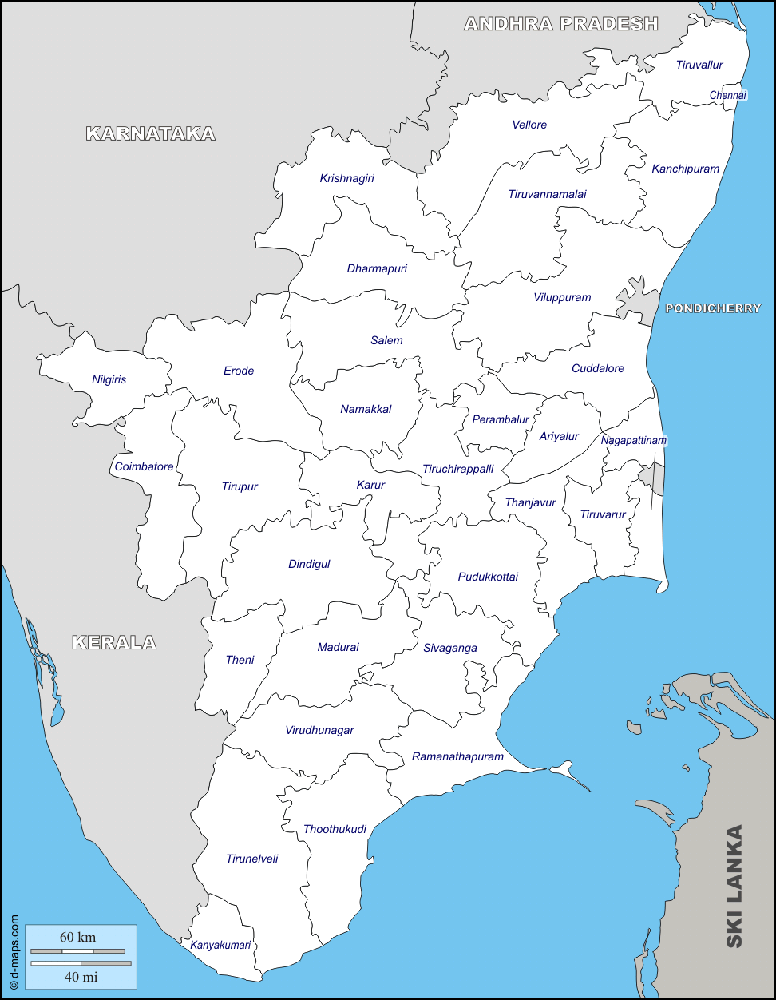 ANDHRA PRADESH
Tiruvallur
Chennai
Vellore
KARNATAKA
Kanchipuram
Krishnagiri
Tiruvannamalai
Dharmapuri
Viluppuram
PONDICHERRY
Salem
Cuddalore
Erode
Nilgiris
Namakkal
Perambalur
Ariyalur
Nagapattinam
Coimbatore
Tiruchirappalli
Tirupur
Karur
Thanjavur
Tiruvarur
Dindigul
Pudukkottai
KERALA
Madurai
Sivaganga
Theni
Virudhunagar
Ramanathapuram
Thoothukudi
Tirunelveli
SKI LANKA
Kanyakumari
60 km
40 mi
© d-maps.com